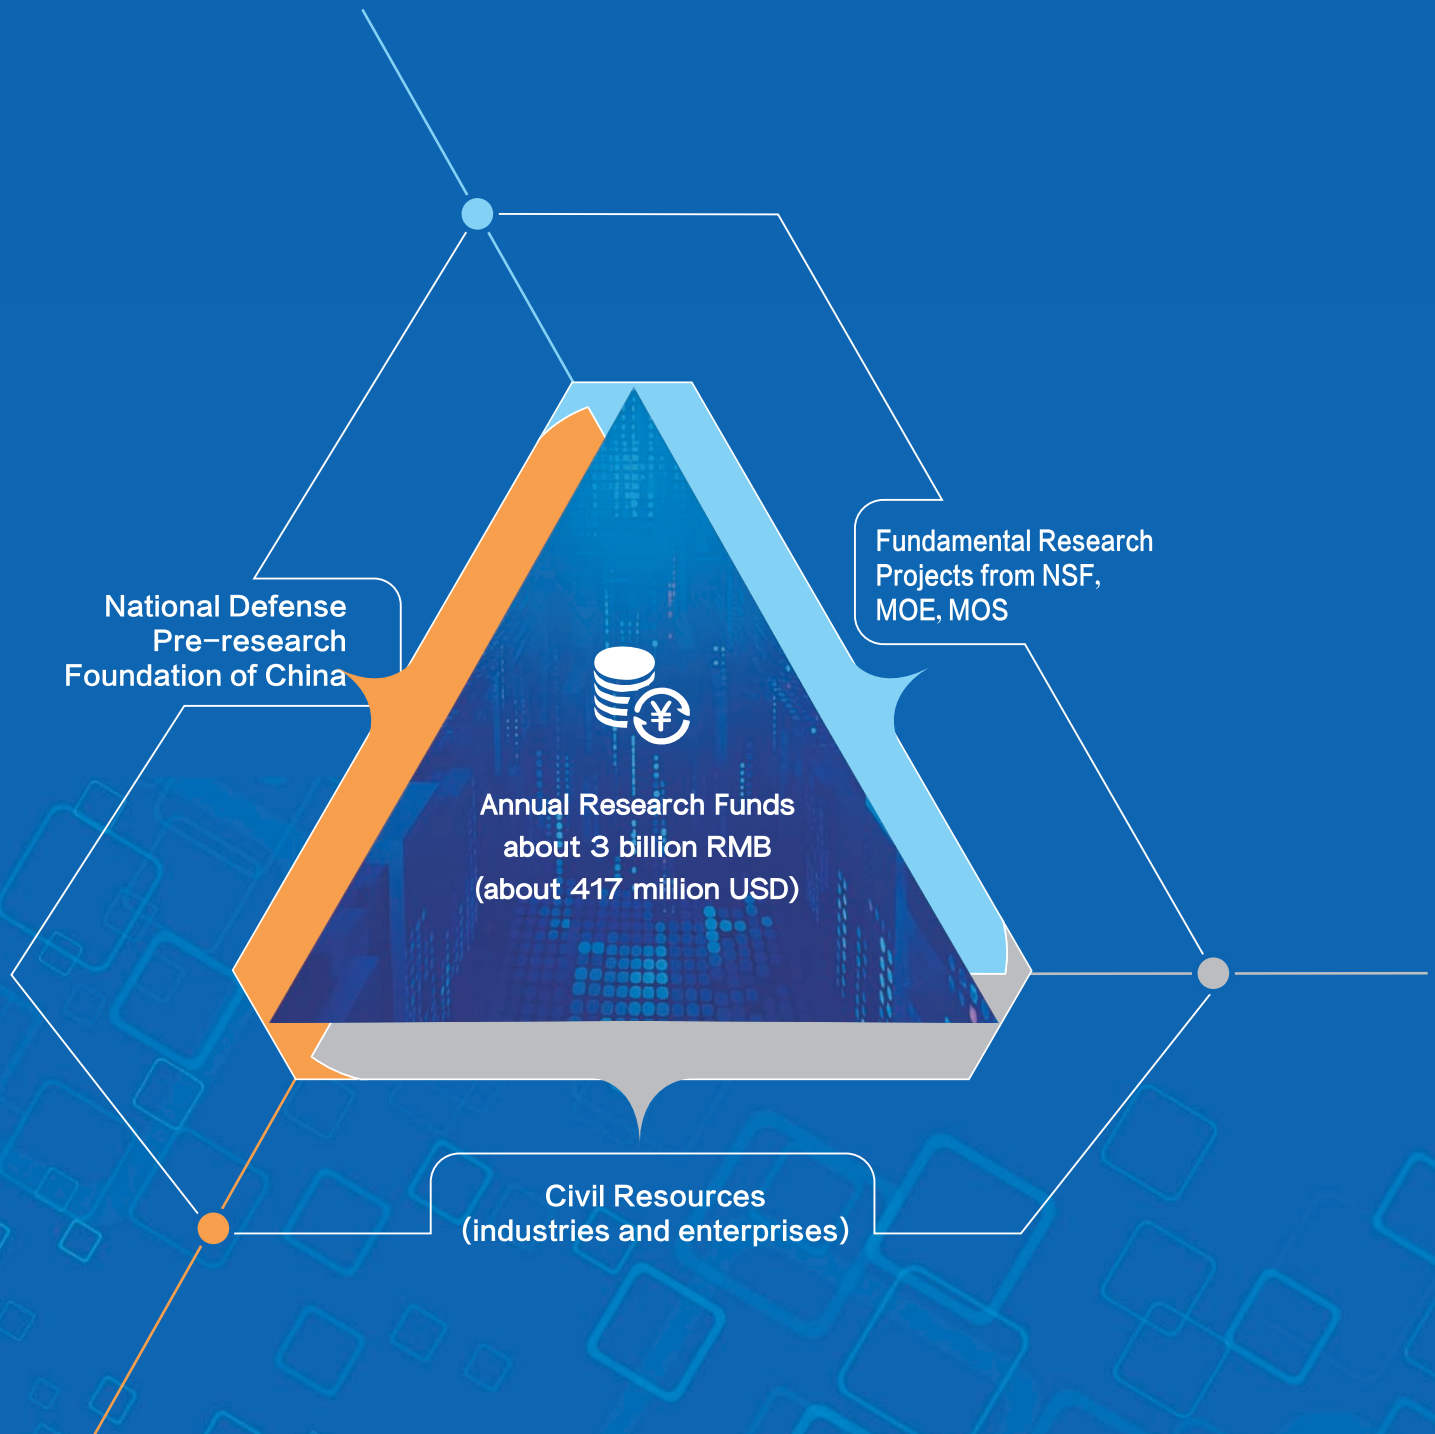 Fundamental Research
Projects from NSF,
MOE, MOS
National Defense
Pre-research
Foundation of China
¥
Annual Research Funds
about 3 billion RMB
(about 417 million USD)
Civil Resources
(industries and enterprises)